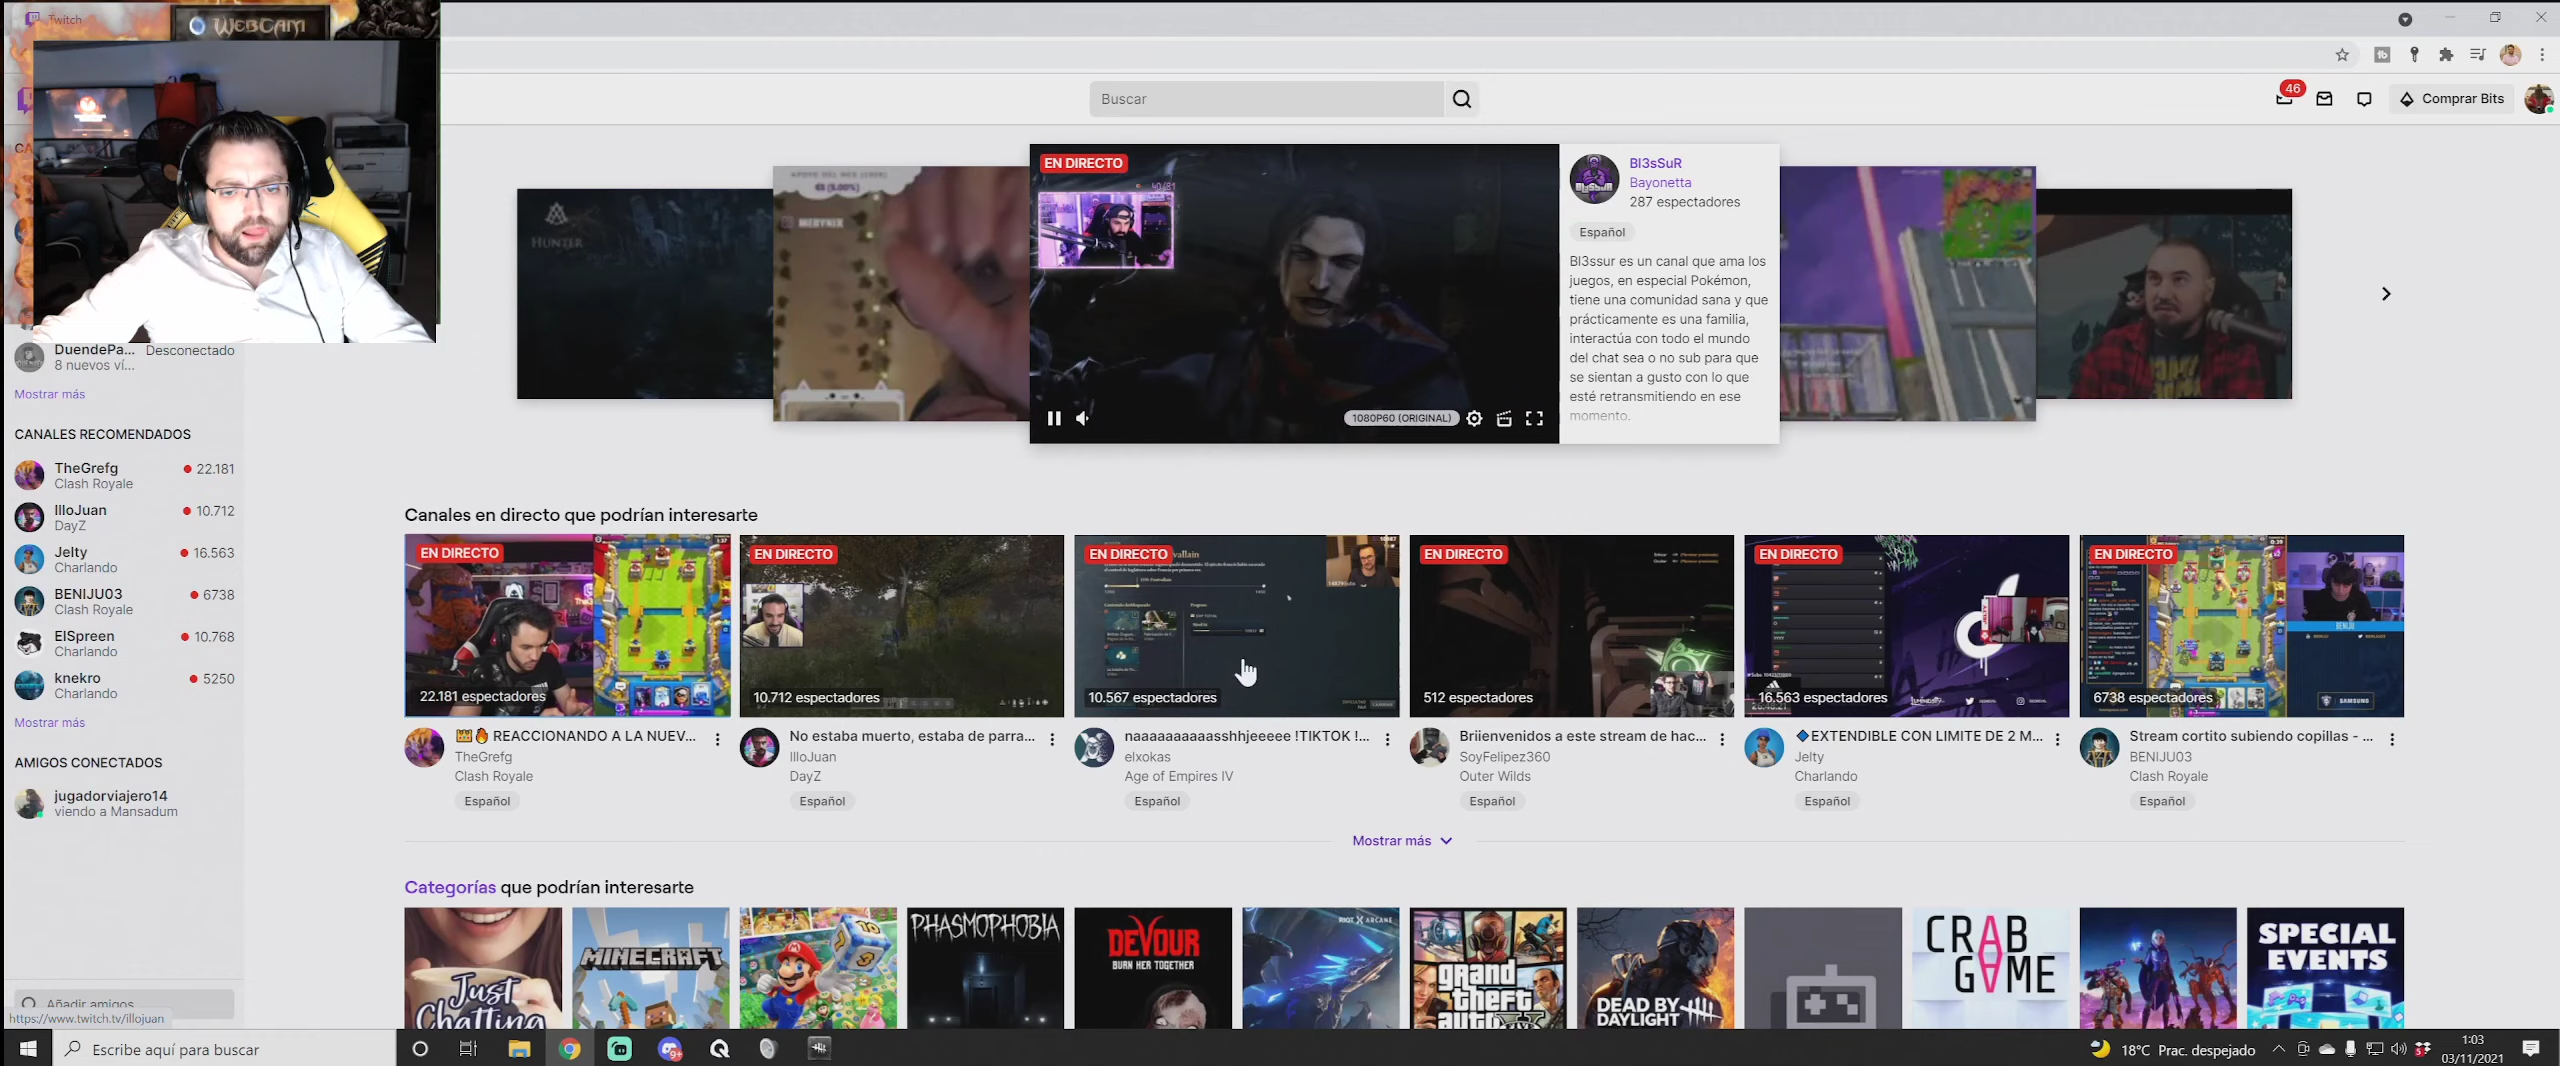 Twitch
WEBCAM
Buscar
46
Comprar Bits
EN DIRECTO
Bl3sSuR
Bayonetta
287 espectadores
Español
Bl3ssur es un canal que ama los
juegos, en especial Pokémon,
tiene una comunidad sana y que
prácticamente es una familia,
interactúa con todo el mundo
del chat sea o no sub para que
se sientan a gusto con lo que
esté retransmitiendo en ese
momento.
HUNTER
40/81
1080P60 (ORIGINAL)
DuendePa... Desconectado
8 nuevos ví...
Mostrar más
CANALES RECOMENDADOS
TheGrefg 22.181
Clash Royale
IlloJuan 10.712
DayZ
Jelty 16.563
Charlando
BENIJU03 6738
Clash Royale
ElSpreen 10.768
Charlando
knekro 5250
Charlando
Mostrar más
AMIGOS CONECTADOS
jugadorviajero14
viendo a Mansadum
Añadir amigos
https://www.twitch.tv/illojuan
Canales en directo que podrían interesarte
EN DIRECTO
22.181 espectadores
👑🔥 REACCIONANDO A LA NUEV...
TheGrefg
Clash Royale
Español
EN DIRECTO
10.712 espectadores
No estaba muerto, estaba de parra...
IlloJuan
DayZ
Español
EN DIRECTO
10.567 espectadores
naaaaaaaaaasshhjeeeee !TIKTOK !...
elxokas
Age of Empires IV
Español
EN DIRECTO
512 espectadores
Briienvenidos a este stream de hac...
SoyFelipez360
Outer Wilds
Español
EN DIRECTO
16.563 espectadores
🔷EXTENDIBLE CON LIMITE DE 2 M...
Jelty
Charlando
Español
EN DIRECTO
6738 espectadores
SAMSUNG
Stream cortito subiendo copillas - ...
BENIJU03
Clash Royale
Español
Mostrar más
Categorías que podrían interesarte
Just
Chatting
MINECRAFT
PHASMOPHOBIA
DEVOUR
BURN HER TOGETHER
RIOT X ARCANE
grand
theft
auto V
DEAD BY
DAYLIGHT
CRAB
GAME
SPECIAL
EVENTS
Escribe aquí para buscar
9+
18°C Prac. despejado
1:03
03/11/2021